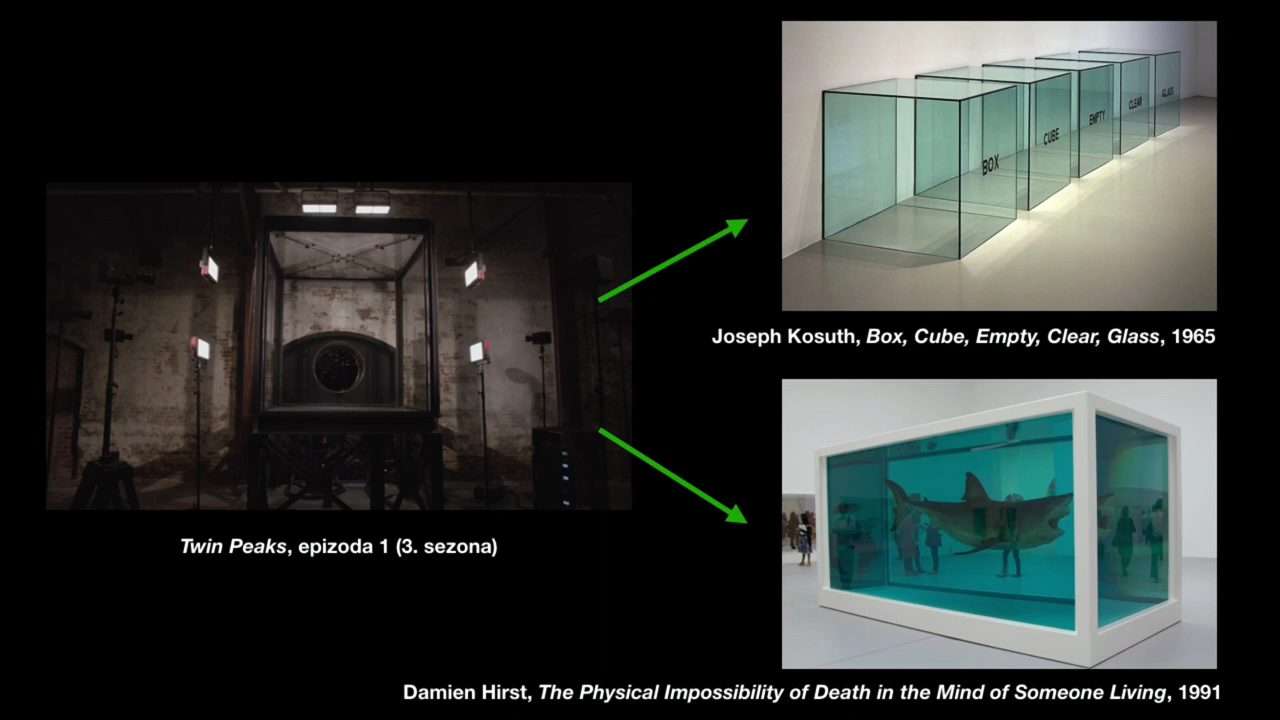 BOX
CUBE
EMPTY
CLEAR
GLASS
Joseph Kosuth, Box, Cube, Empty, Clear, Glass, 1965
Twin Peaks, epizoda 1 (3. sezona)
Damien Hirst, The Physical Impossibility of Death in the Mind of Someone Living, 1991